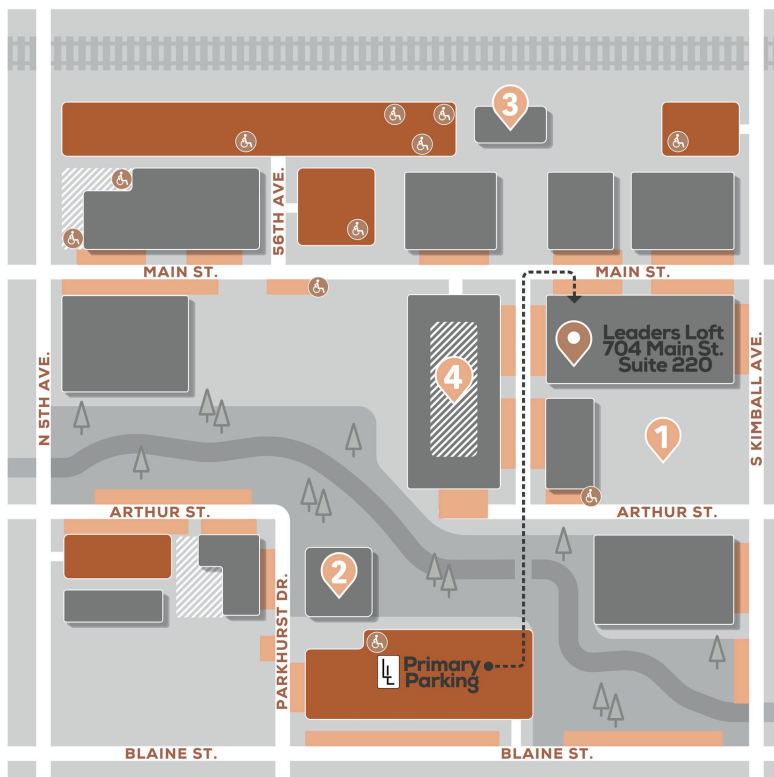 3
56TH AVE.
MAIN ST.
MAIN ST.
Leaders Loft
704 Main St.
Suite 220
4
N 5TH AVE.
S KIMBALL AVE.
1
ARTHUR ST.
ARTHUR ST.
2
PARKHURST DR.
LL
Primary
Parking
BLAINE ST.
BLAINE ST.